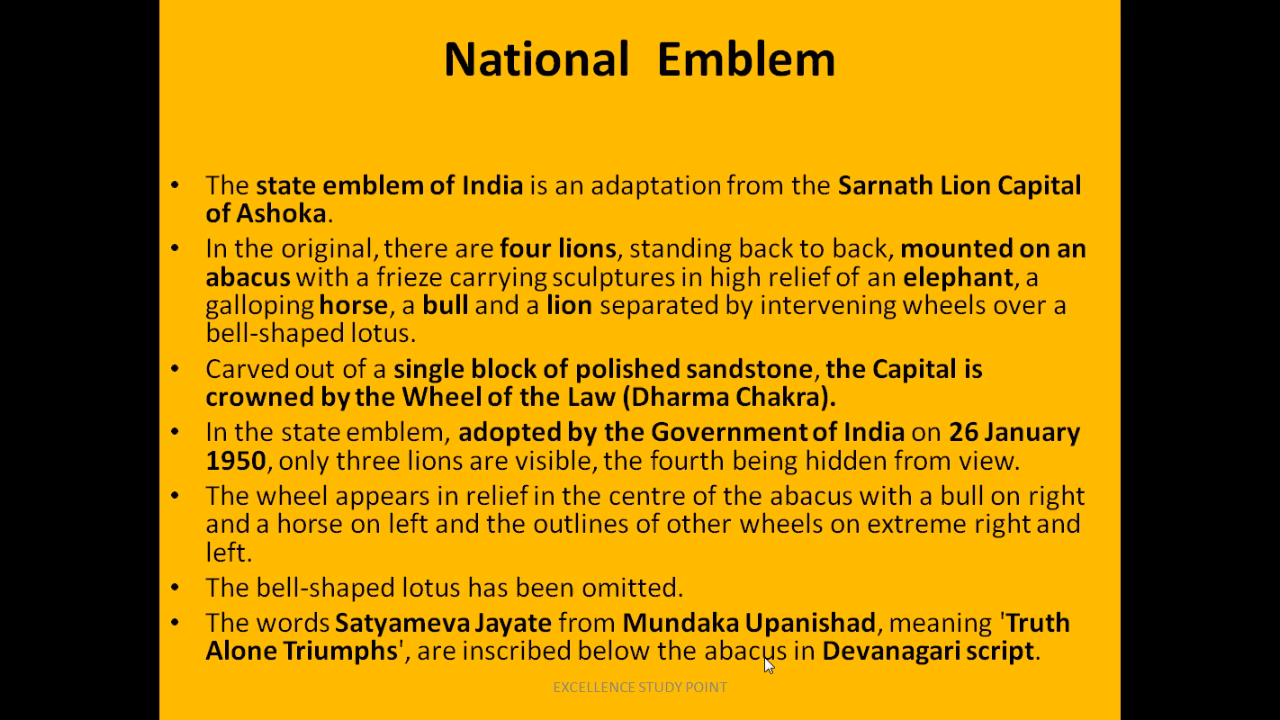 National Emblem
• The state emblem of India is an adaptation from the Sarnath Lion Capital
of Ashoka.
• In the original, there are four lions, standing back to back, mounted on an
abacus with a frieze carrying sculptures in high relief of an elephant, a
galloping horse, a bull and a lion separated by intervening wheels over a
bell-shaped lotus.
• Carved out of a single block of polished sandstone, the Capital is
crowned by the Wheel of the Law (Dharma Chakra).
• In the state emblem, adopted by the Government of India on 26 January
1950, only three lions are visible, the fourth being hidden from view.
• The wheel appears in relief in the centre of the abacus with a bull on right
and a horse on left and the outlines of other wheels on extreme right and
left.
• The bell-shaped lotus has been omitted.
• The words Satyameva Jayate from Mundaka Upanishad, meaning 'Truth
Alone Triumphs', are inscribed below the abacus in Devanagari script.
EXCELLENCE STUDY POINT